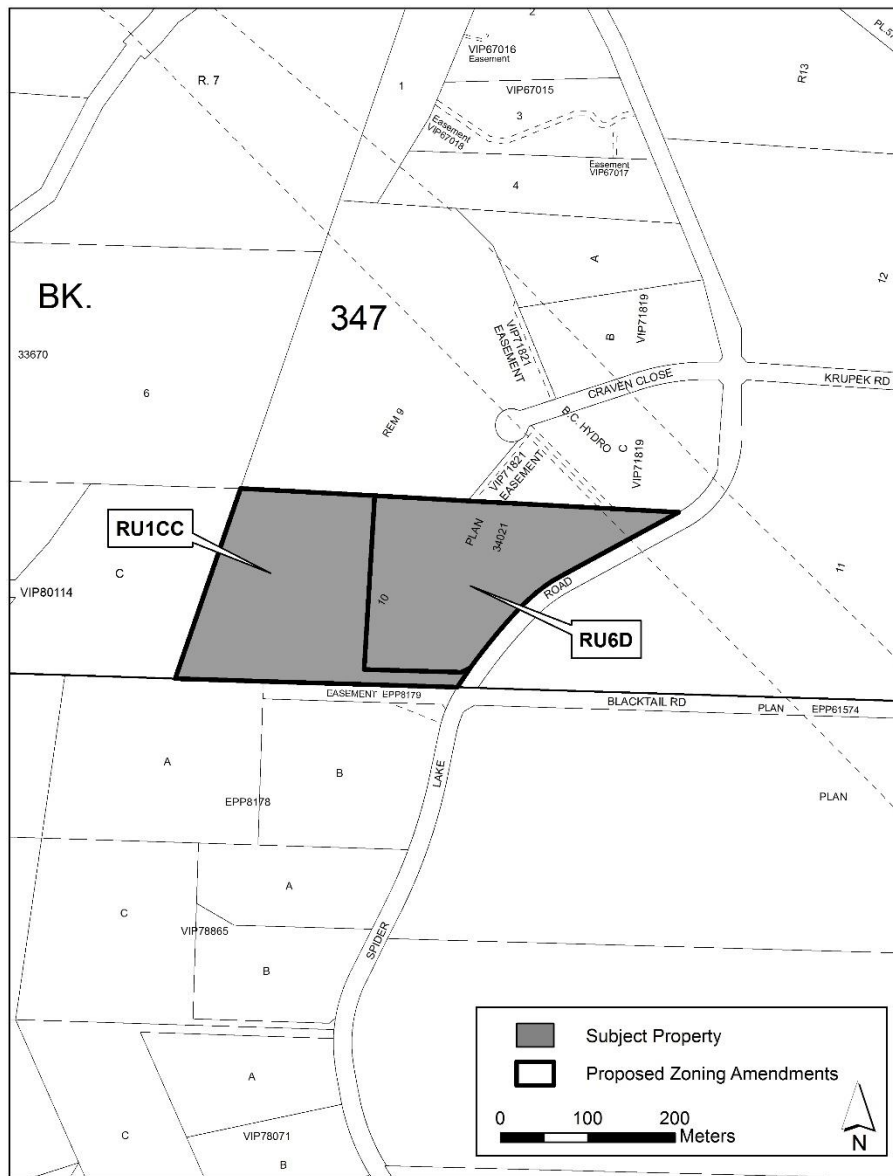 2
PL.57
VIP67016
Easement
R. 7
1
VIP67015
R13
3
Easement
VIP67018
Easement
VIP67017
4
A
12
BK.
347
VIP71821
EASEMENT
B
VIP71819
33670
CRAVEN CLOSE
KRUPEK RD
6
REM 9
B.C. HYDRO
C
VIP71819
VIP71821
EASEMENT
RU1CC
PLAN
34021
11
C
VIP80114
10
ROAD
RU6D
EASEMENT EPP8179
BLACKTAIL RD
PLAN EPP61574
A
B
LAKE
EPP8178
PLAN
A
C
VIP78865
SPIDER
B
Subject Property
Proposed Zoning Amendments
A
0 100 200
Meters
N
C
VIP78071
B